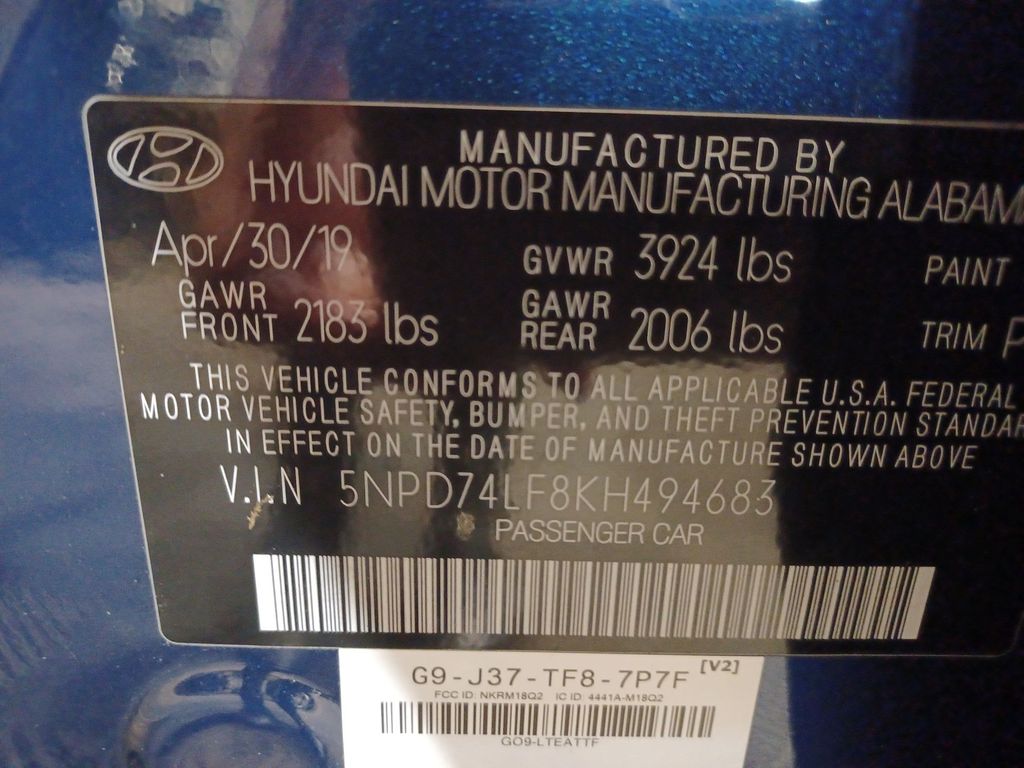 MANUFACTURED BY
HYUNDAI MOTOR MANUFACTURING ALABAMA
Apr/30/19 GVWR 3924 lbs PAINT
GAWR FRONT 2183 lbs GAWR REAR 2006 lbs TRIM
THIS VEHICLE CONFORMS TO ALL APPLICABLE U.S.A. FEDERAL
MOTOR VEHICLE SAFETY, BUMPER, AND THEFT PREVENTION STANDAR
IN EFFECT ON THE DATE OF MANUFACTURE SHOWN ABOVE
V.I.N 5NPD74LF8KH494683
PASSENGER CAR
G9-J37-TF8-7P7F [V2]
FCC ID: NKRM18Q2 IC ID: 4441A-M18Q2
GO9-LTEATTF